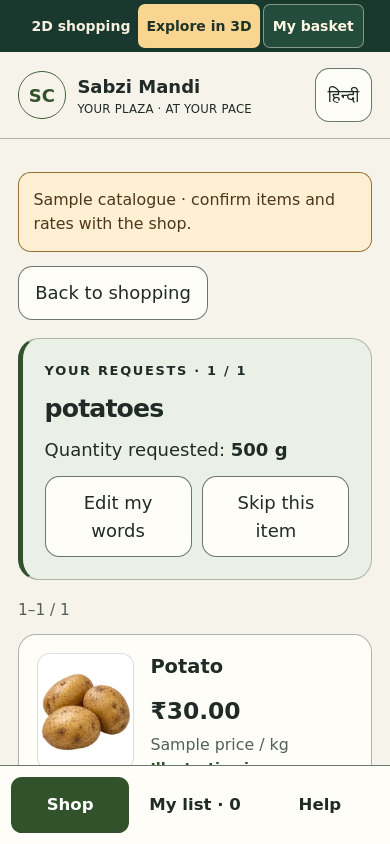 2D shopping Explore in 3D My basket
SC Sabzi Mandi हिन्दी
YOUR PLAZA · AT YOUR PACE
Sample catalogue · confirm items and
rates with the shop.
Back to shopping
YOUR REQUESTS · 1 / 1
potatoes
Quantity requested: 500 g
Edit my
words
Skip this
item
1–1 / 1
Potato
₹30.00
Sample price / kg
Shop My list · 0 Help